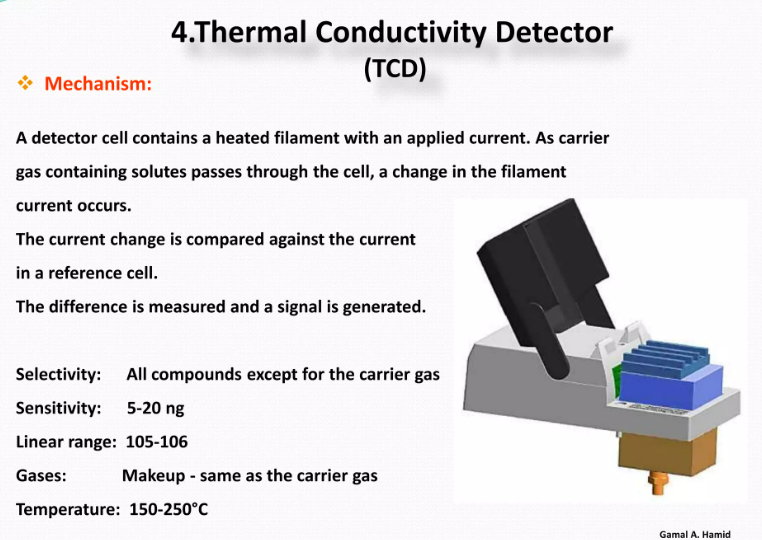 4.Thermal Conductivity Detector
(TCD)
Mechanism:
A detector cell contains a heated filament with an applied current. As carrier
gas containing solutes passes through the cell, a change in the filament
current occurs.
The current change is compared against the current
in a reference cell.
The difference is measured and a signal is generated.
Selectivity: All compounds except for the carrier gas
Sensitivity: 5-20 ng
Linear range: 105-106
Gases: Makeup - same as the carrier gas
Temperature: 150-250°C
Gamal A. Hamid